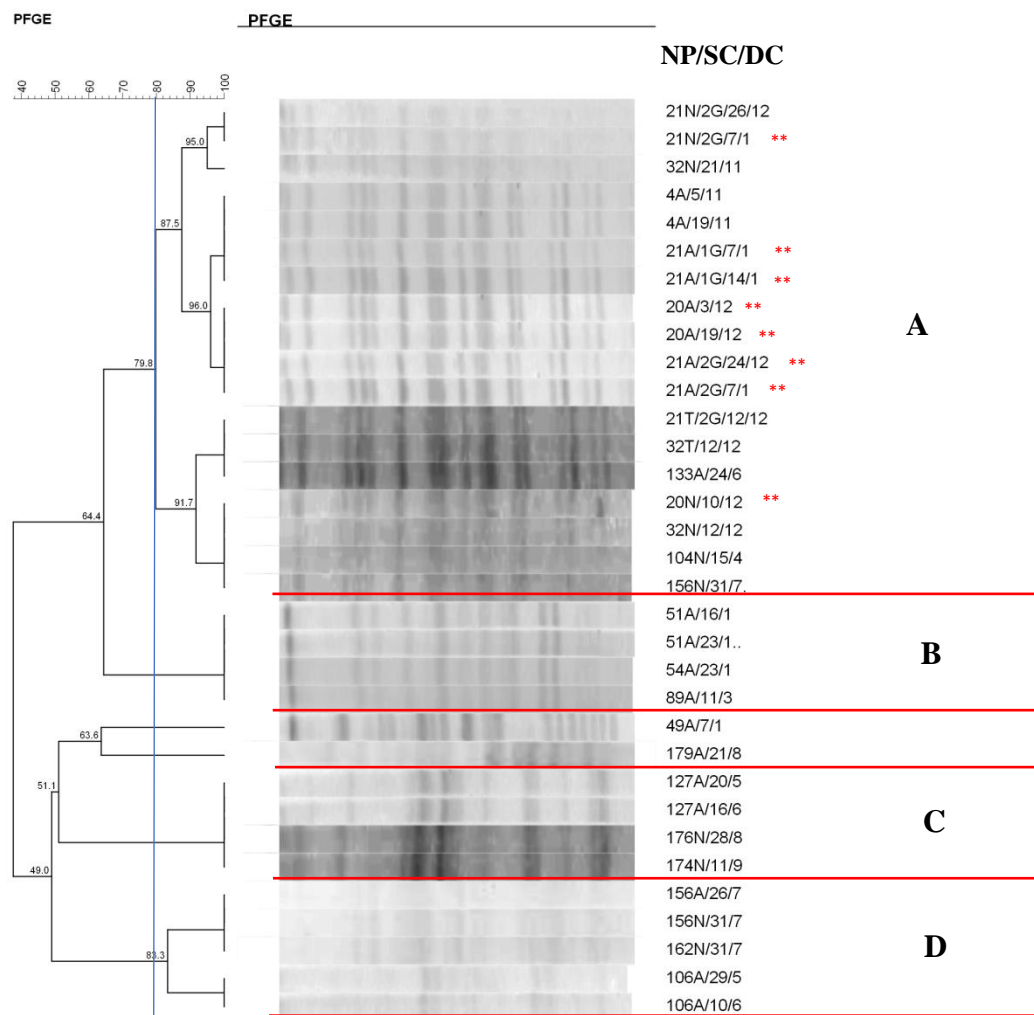 PFGE PFGE
NP/SC/DC
40 50 60 70 80 90 100
21N/2G/26/12
21N/2G/7/1 **
95.0
32N/21/11
4A/5/11
4A/19/11
87.5
21A/1G/7/1 **
21A/1G/14/1 **
96.0
20A/3/12 **
A
20A/19/12 **
21A/2G/24/12 **
79.8
21A/2G/7/1 **
21T/2G/12/12
32T/12/12
133A/24/6
20N/10/12 **
91.7
64.4
32N/12/12
104N/15/4
156N/31/7.
51A/16/1
51A/23/1..
B
54A/23/1
89A/11/3
49A/7/1
63.6
179A/21/8
127A/20/5
51.1
127A/16/6
C
176N/28/8
174N/11/9
49.0
156A/26/7
156N/31/7
162N/31/7
D
83.3
106A/29/5
106A/10/6